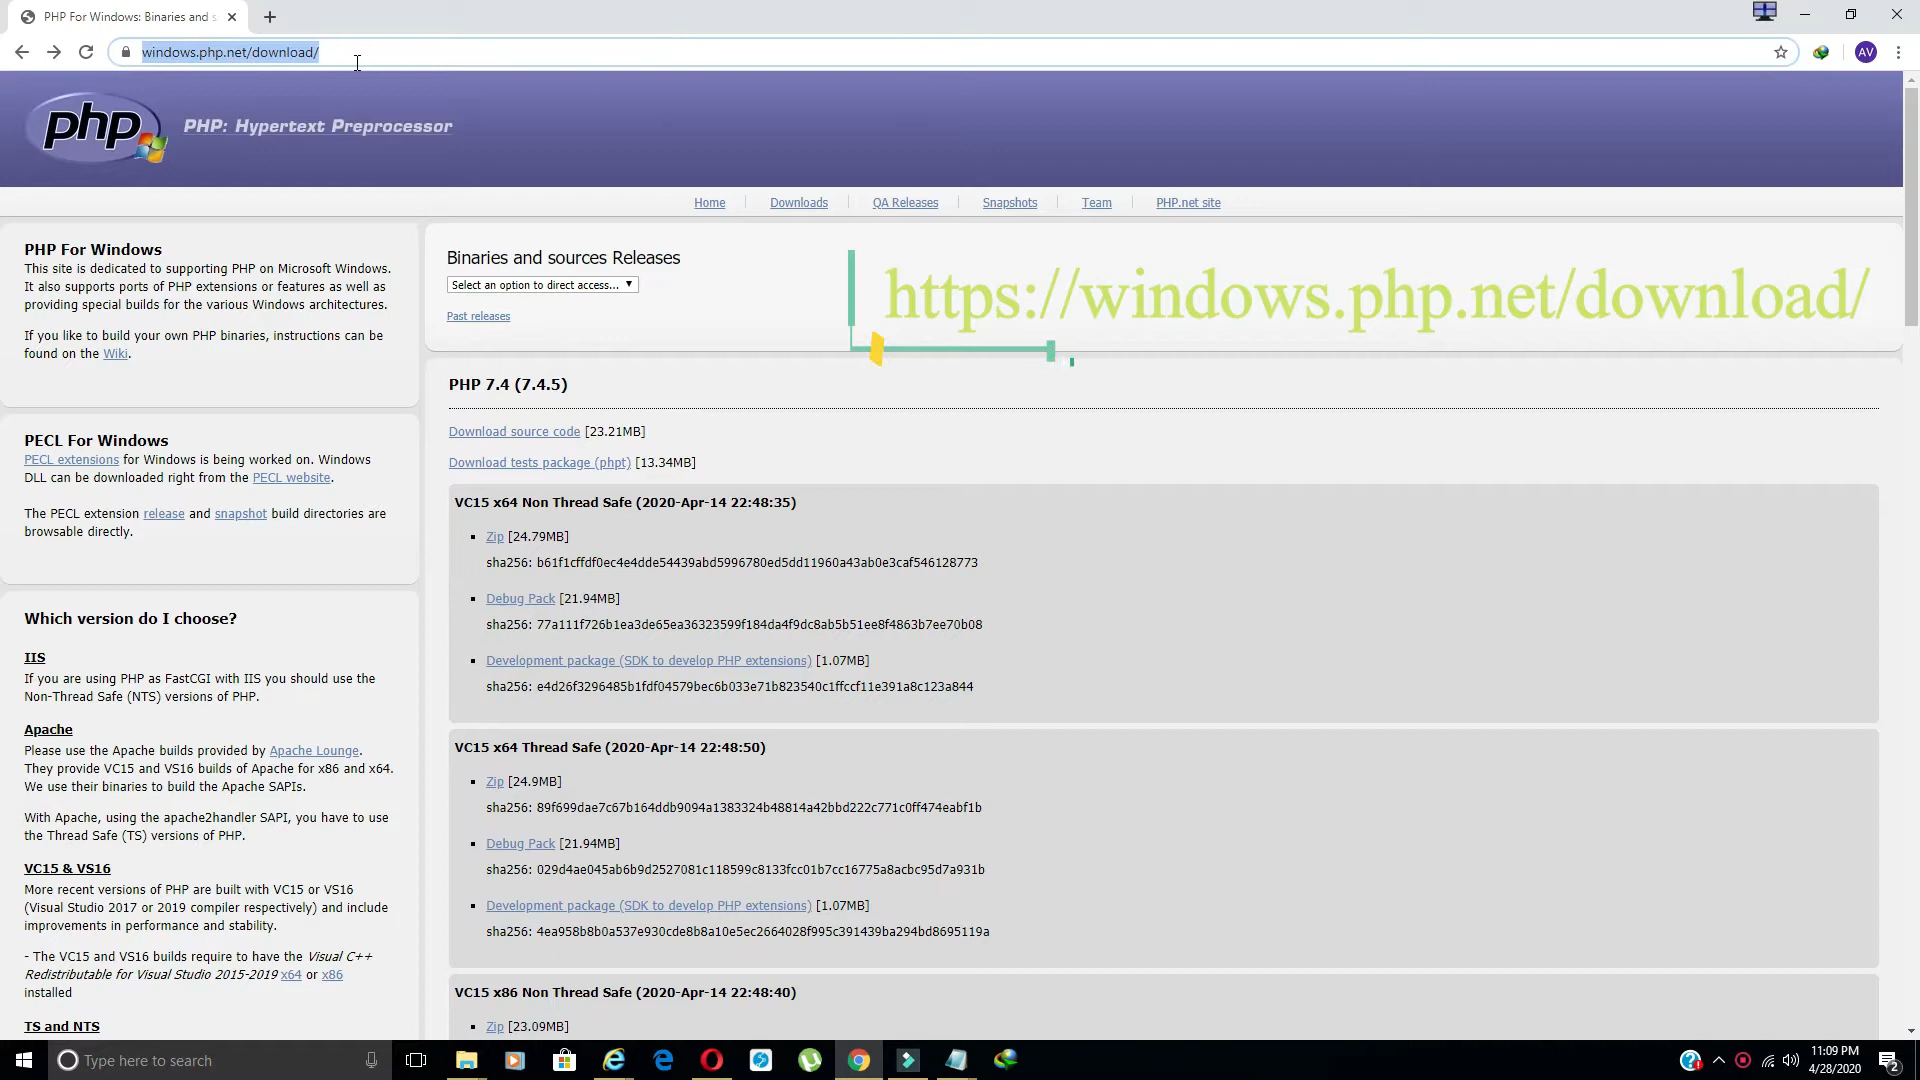 PHP For Windows: Binaries and s
windows.php.net/download/
AV
php
PHP: Hypertext Preprocessor
Home
Downloads
QA Releases
Snapshots
Team
PHP.net site
PHP For Windows
This site is dedicated to supporting PHP on Microsoft Windows.
It also supports ports of PHP extensions or features as well as
providing special builds for the various Windows architectures.
If you like to build your own PHP binaries, instructions can be
found on the Wiki.
PECL For Windows
PECL extensions for Windows is being worked on. Windows
DLL can be downloaded right from the PECL website.
The PECL extension release and snapshot build directories are
browsable directly.
Which version do I choose?
IIS
If you are using PHP as FastCGI with IIS you should use the
Non-Thread Safe (NTS) versions of PHP.
Apache
Please use the Apache builds provided by Apache Lounge.
They provide VC15 and VS16 builds of Apache for x86 and x64.
We use their binaries to build the Apache SAPIs.
With Apache, using the apache2handler SAPI, you have to use
the Thread Safe (TS) versions of PHP.
VC15 & VS16
More recent versions of PHP are built with VC15 or VS16
(Visual Studio 2017 or 2019 compiler respectively) and include
improvements in performance and stability.
- The VC15 and VS16 builds require to have the Visual C++
Redistributable for Visual Studio 2015-2019 x64 or x86
installed
TS and NTS
Binaries and sources Releases
Select an option to direct access...
Past releases
https://windows.php.net/download/
PHP 7.4 (7.4.5)
Download source code [23.21MB]
Download tests package (phpt) [13.34MB]
VC15 x64 Non Thread Safe (2020-Apr-14 22:48:35)
Zip [24.79MB]
sha256: b61f1cffdf0ec4e4dde54439abd5996780ed5dd11960a43ab0e3caf546128773
Debug Pack [21.94MB]
sha256: 77a111f726b1ea3de65ea36323599f184da4f9dc8ab5b51ee8f4863b7ee70b08
Development package (SDK to develop PHP extensions) [1.07MB]
sha256: e4d26f3296485b1fdf04579bec6b033e71b823540c1ffccf11e391a8c123a844
VC15 x64 Thread Safe (2020-Apr-14 22:48:50)
Zip [24.9MB]
sha256: 89f699dae7c67b164ddb9094a1383324b48814a42bbd222c771c0ff474eabf1b
Debug Pack [21.94MB]
sha256: 029d4ae045ab6b9d2527081c118599c8133fcc01b7cc16775a8acbc95d7a931b
Development package (SDK to develop PHP extensions) [1.07MB]
sha256: 4ea958b8b0a537e930cde8b8a10e5ec2664028f995c391439ba294bd8695119a
VC15 x86 Non Thread Safe (2020-Apr-14 22:48:40)
Zip [23.09MB]
Type here to search
11:09 PM
4/28/2020
2